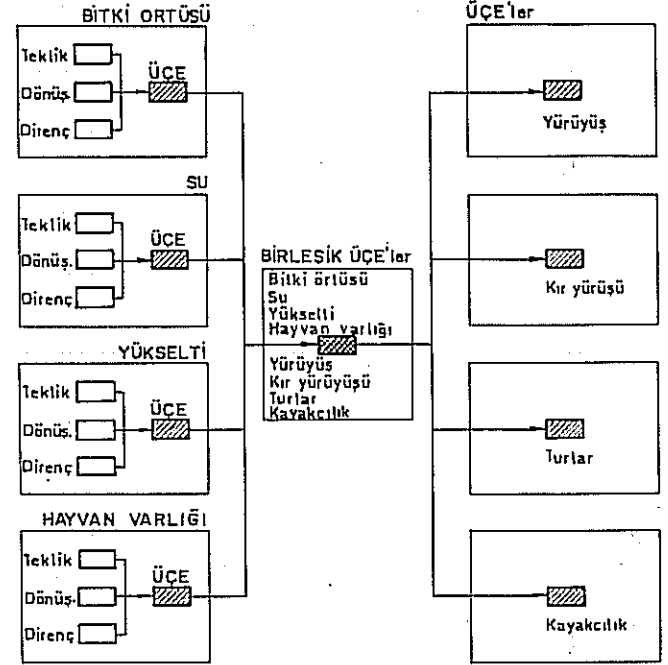 BİTKİ ORTÜSÜ
Teklik
Dönüş.
Direnç
ÜÇE
SU
Teklik
Dönüş.
Direnç
ÜÇE
YÜKSELTİ
Teklik
Dönüş.
Direnç
ÜÇE
HAYVAN VARLIĞI
Teklik
Dönüş.
Direnç
ÜÇE
BİRLEŞİK ÜÇE'ler
Bitki örtüsü
Su
Yükselti
Hayvan varlığı
Yürüyüş
Kır yürüyüşü
Turlar
Kayakcılık
ÜÇE'ler
Yürüyüş
Kır yürüşü
Turlar
Kayakcılık